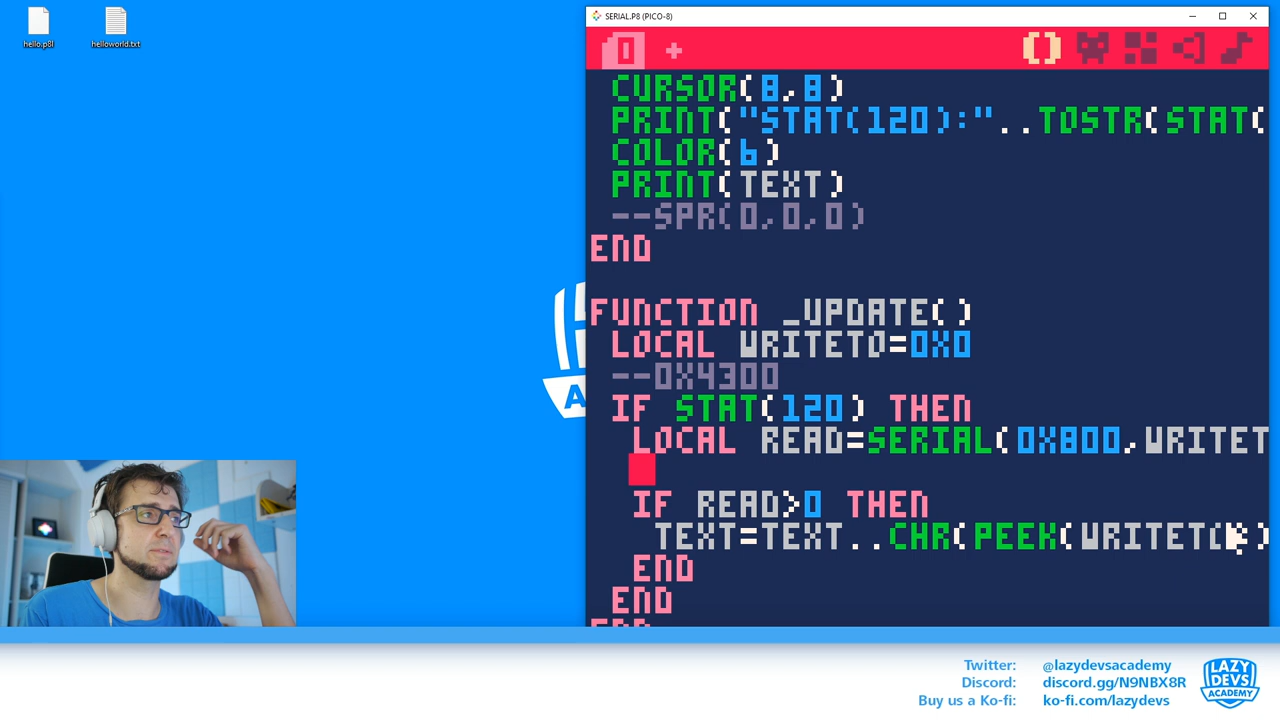 hello.p8l
helloworld.txt
SERIAL.P8 (PICO-8)
0 +
CURSOR(8,8)
PRINT("STAT(120):"..TOSTR(STAT(
COLOR(6)
PRINT(TEXT)
--SPR(0,0,0)
END
FUNCTION _UPDATE()
LOCAL WRITETO=0X0
--0X4300
IF STAT(120) THEN
LOCAL READ=SERIAL(0X800,WRITET
IF READ>0 THEN
TEXT=TEXT..CHR(PEEK(WRITETO
END
END
END
Twitter: @lazydevsacademy
Discord: discord.gg/N9NBX8R
Buy us a Ko-fi: ko-fi.com/lazydevs
LAZY
DEVS
ACADEMY